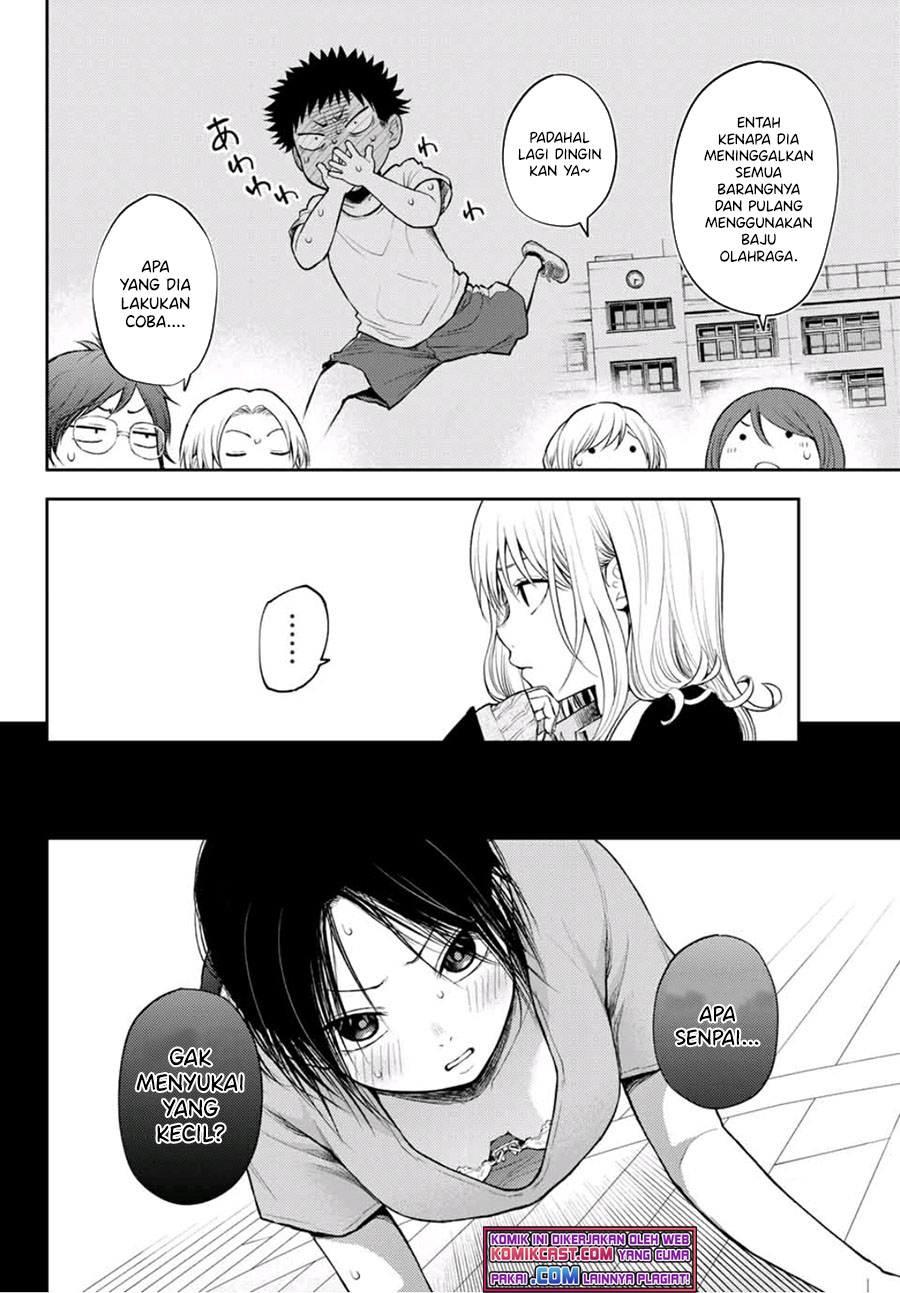 ENTAH
KENAPA DIA
MENINGGALKAN
SEMUA
BARANGNYA
DAN PULANG
MENGGUNAKAN
BAJU
OLAHRAGA.
PADAHAL
LAGI DINGIN
KAN YA~
あわわわ
わわわ
APA
YANG DIA
LAKUKAN
COBA....
......
APA
SENPAI...
GAK
MENYUKAI
YANG
KECIL?
KOMIK INI DIKERJAKAN OLEH WEB
KOMIKCAST.COM YANG CUMA
PAKAI .COM LAINNYA PLAGIAT!